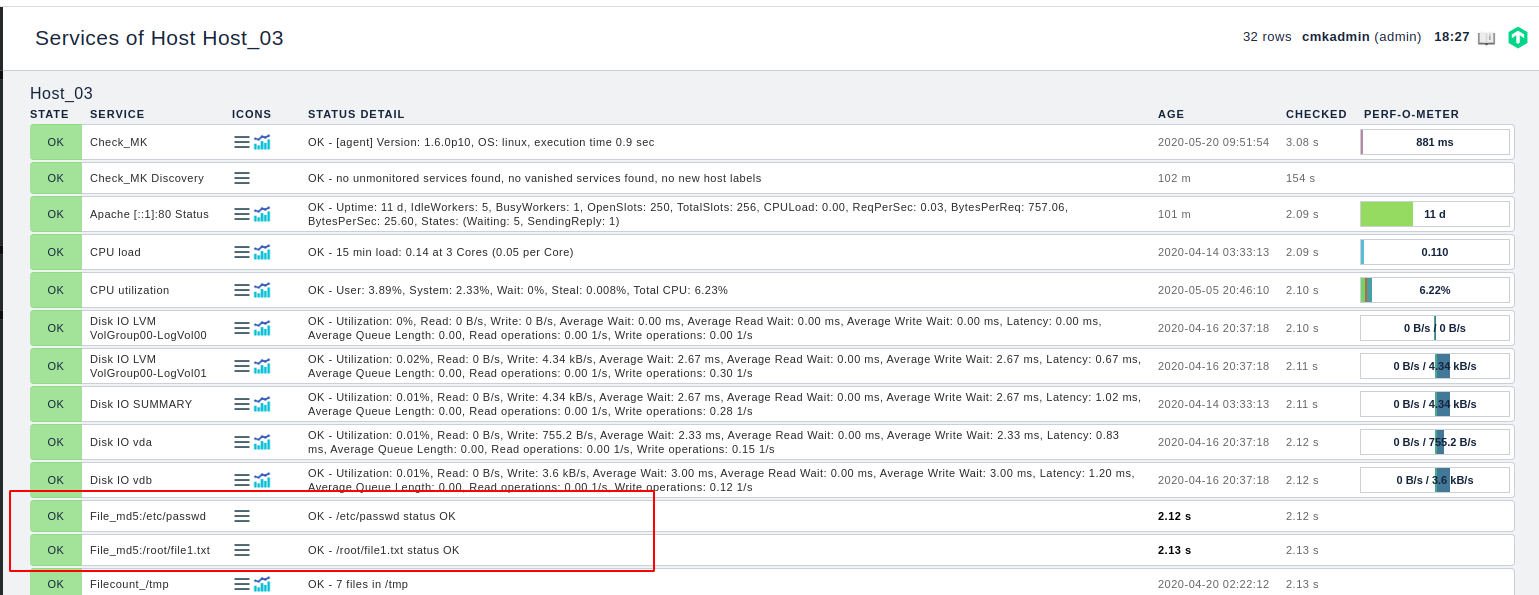 Services of Host Host_03
32 rows cmkadmin (admin) 18:27
Host_03
STATE SERVICE ICONS STATUS DETAIL AGE CHECKED PERF-O-METER
OK Check_MK OK - [agent] Version: 1.6.0p10, OS: linux, execution time 0.9 sec 2020-05-20 09:51:54 3.08 s 881 ms
OK Check_MK Discovery OK - no unmonitored services found, no vanished services found, no new host labels 102 m 154 s
OK Apache [::1]:80 Status OK - Uptime: 11 d, IdleWorkers: 5, BusyWorkers: 1, OpenSlots: 250, TotalSlots: 256, CPULoad: 0.00, ReqPerSec: 0.03, BytesPerReq: 757.06, 101 m 2.09 s 11 d
BytesPerSec: 25.60, States: (Waiting: 5, SendingReply: 1)
OK CPU load OK - 15 min load: 0.14 at 3 Cores (0.05 per Core) 2020-04-14 03:33:13 2.09 s 0.110
OK CPU utilization OK - User: 3.89%, System: 2.33%, Wait: 0%, Steal: 0.008%, Total CPU: 6.23% 2020-05-05 20:46:10 2.10 s 6.22%
OK Disk IO LVM OK - Utilization: 0%, Read: 0 B/s, Write: 0 B/s, Average Wait: 0.00 ms, Average Read Wait: 0.00 ms, Average Write Wait: 0.00 ms, Latency: 0.00 ms, 2020-04-16 20:37:18 2.10 s 0 B/s / 0 B/s
VolGroup00-LogVol00 Average Queue Length: 0.00, Read operations: 0.00 1/s, Write operations: 0.00 1/s
OK Disk IO LVM OK - Utilization: 0.02%, Read: 0 B/s, Write: 4.34 kB/s, Average Wait: 2.67 ms, Average Read Wait: 0.00 ms, Average Write Wait: 2.67 ms, Latency: 0.67 ms, 2020-04-16 20:37:18 2.11 s 0 B/s / 4.34 kB/s
VolGroup00-LogVol01 Average Queue Length: 0.00, Read operations: 0.00 1/s, Write operations: 0.30 1/s
OK Disk IO SUMMARY OK - Utilization: 0.01%, Read: 0 B/s, Write: 4.34 kB/s, Average Wait: 2.67 ms, Average Read Wait: 0.00 ms, Average Write Wait: 2.67 ms, Latency: 1.02 ms, 2020-04-14 03:33:13 2.11 s 0 B/s / 4.34 kB/s
Average Queue Length: 0.00, Read operations: 0.00 1/s, Write operations: 0.28 1/s
OK Disk IO vda OK - Utilization: 0.01%, Read: 0 B/s, Write: 755.2 B/s, Average Wait: 2.33 ms, Average Read Wait: 0.00 ms, Average Write Wait: 2.33 ms, Latency: 0.83 2020-04-16 20:37:18 2.12 s 0 B/s / 755.2 B/s
ms, Average Queue Length: 0.00, Read operations: 0.00 1/s, Write operations: 0.15 1/s
OK Disk IO vdb OK - Utilization: 0.01%, Read: 0 B/s, Write: 3.6 kB/s, Average Wait: 3.00 ms, Average Read Wait: 0.00 ms, Average Write Wait: 3.00 ms, Latency: 1.20 ms, 2020-04-16 20:37:18 2.12 s 0 B/s / 3.6 kB/s
Average Queue Length: 0.00, Read operations: 0.00 1/s, Write operations: 0.12 1/s
OK File_md5:/etc/passwd OK - /etc/passwd status OK 2.12 s 2.12 s
OK File_md5:/root/file1.txt OK - /root/file1.txt status OK 2.13 s 2.13 s
OK Filecount_/tmp OK - 7 files in /tmp 2020-04-20 02:22:12 2.13 s